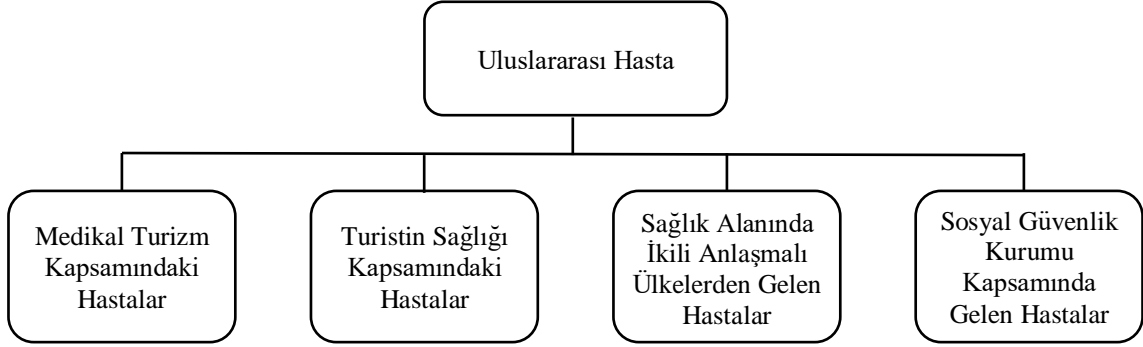 Uluslararası Hasta
Medikal Turizm
Kapsamındaki
Hastalar
Turistin Sağlığı
Kapsamındaki
Hastalar
Sağlık Alanında
İkili Anlaşmalı
Ülkelerden Gelen
Hastalar
Sosyal Güvenlik
Kurumu
Kapsamında
Gelen Hastalar